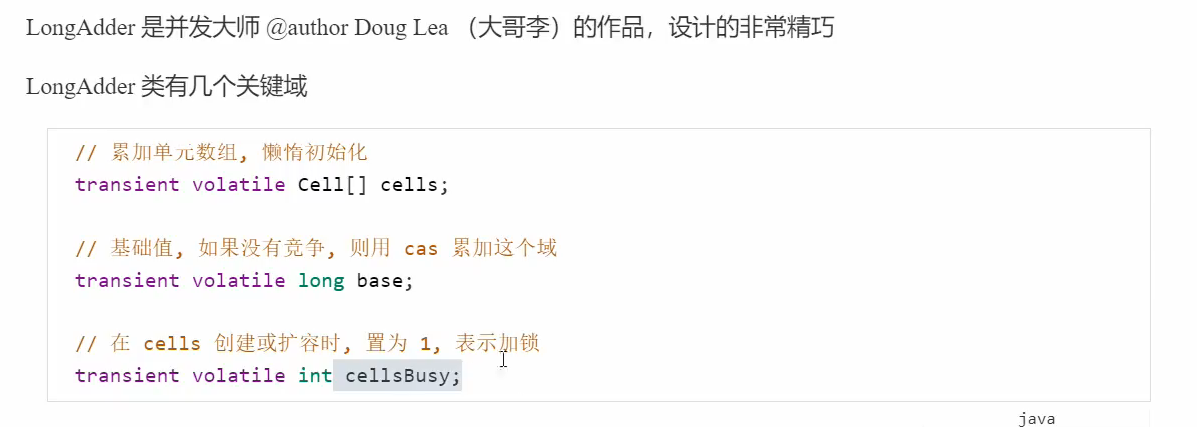 LongAdder 是并发大师 @author Doug Lea （大哥李）的作品，设计的非常精巧
LongAdder 类有几个关键域
// 累加单元数组, 懒惰初始化
transient volatile Cell[] cells;
// 基础值, 如果没有竞争, 则用 cas 累加这个域
transient volatile long base;
// 在 cells 创建或扩容时, 置为 1, 表示加锁
transient volatile int cellsBusy;
java